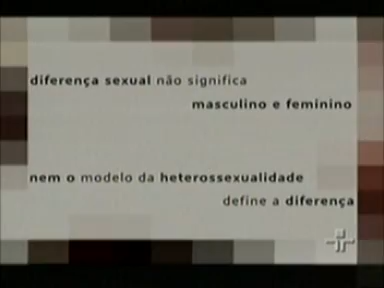 diferença sexual não significa
masculino e feminino
nem o modelo da heterossexualidade
define a diferença